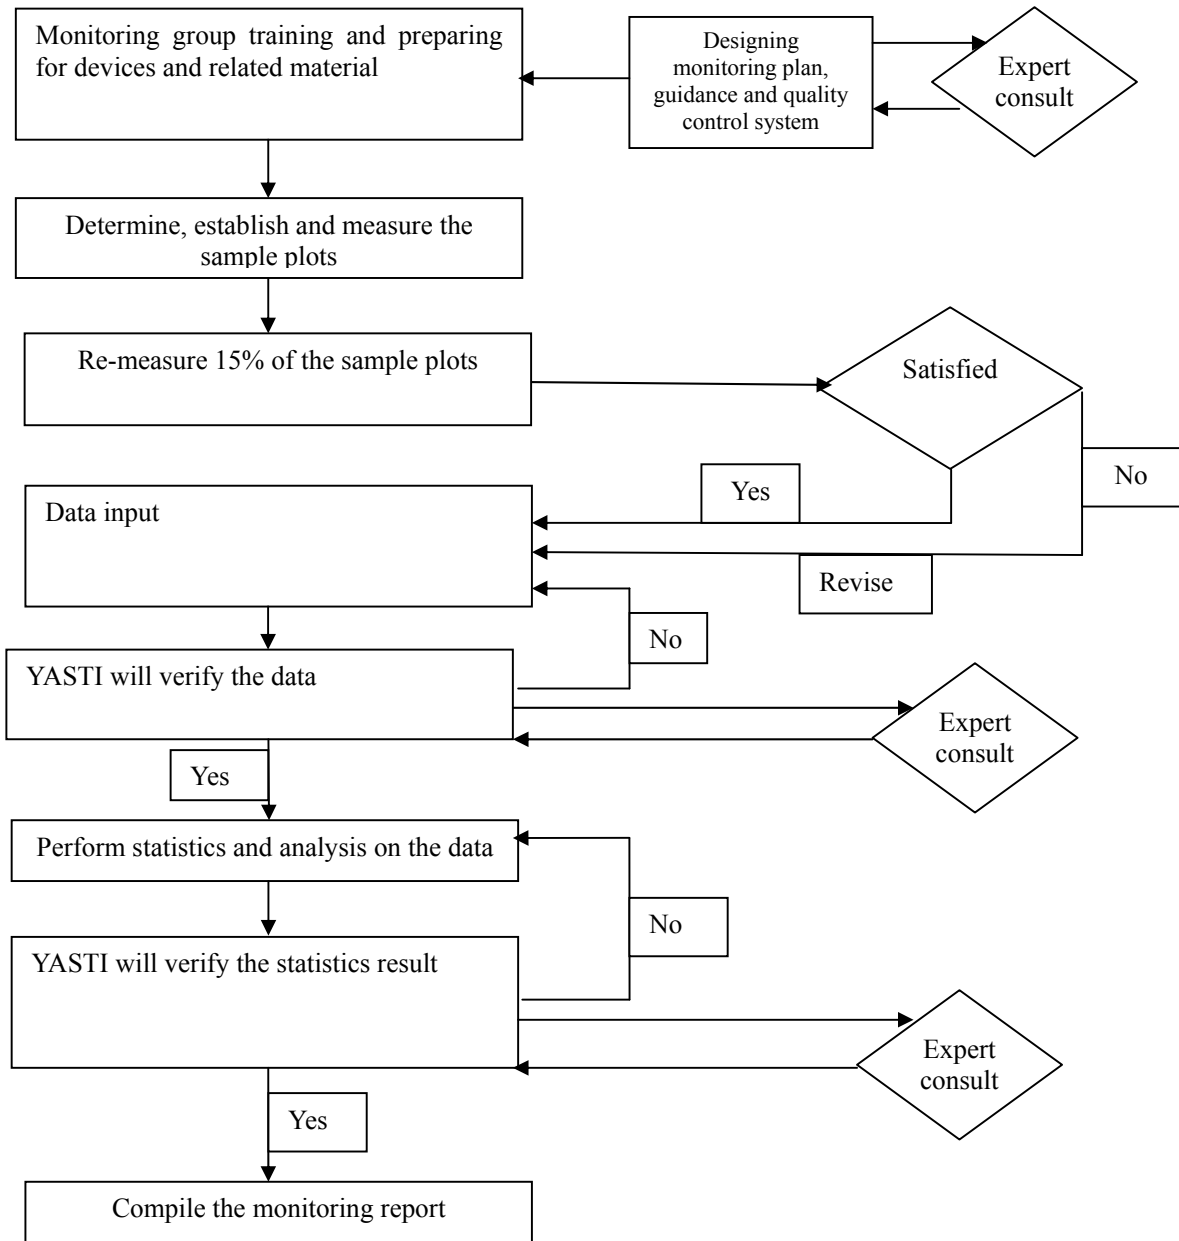 Monitoring group training and preparing
for devices and related material
Designing
monitoring plan,
guidance and quality
control system
Expert
consult
Determine, establish and measure the
sample plots
Re-measure 15% of the sample plots
Satisfied
No
Yes
Data input
Revise
No
YASTI will verify the data
Expert
consult
Yes
Perform statistics and analysis on the data
No
YASTI will verify the statistics result
Expert
consult
Yes
Compile the monitoring report